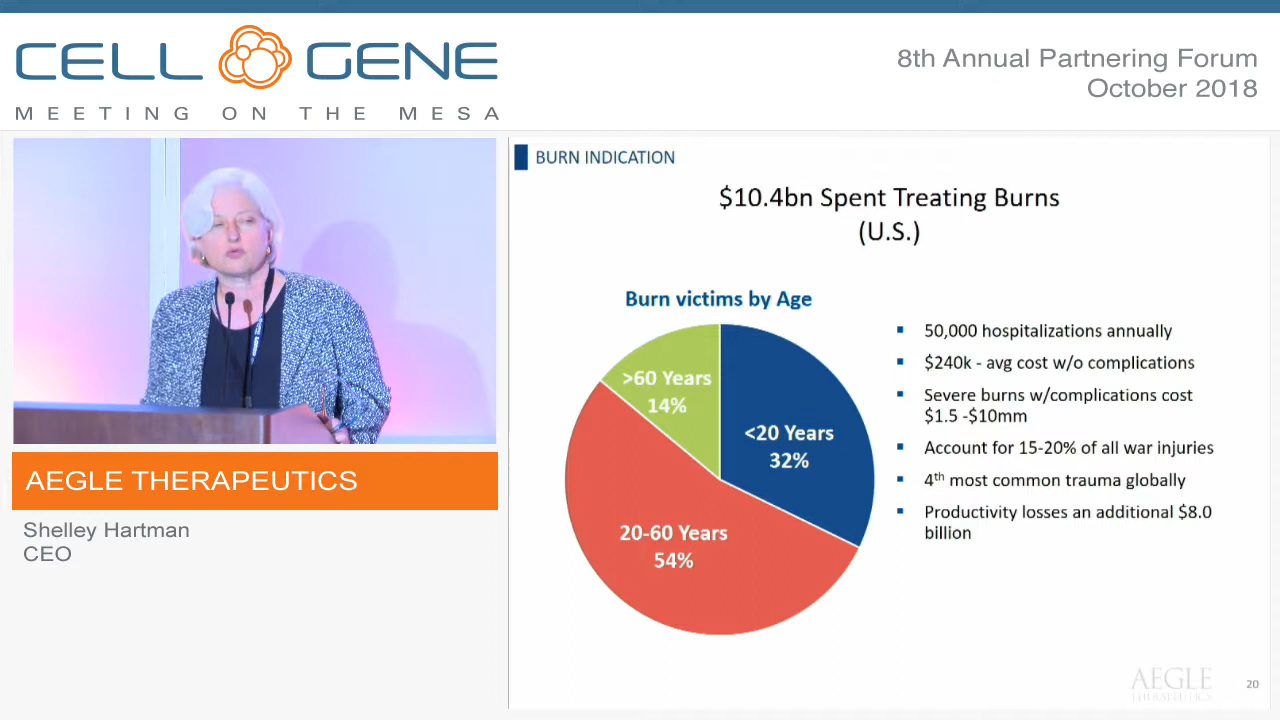 CELL GENE
MEETING ON THE MESA
8th Annual Partnering Forum
October 2018
BURN INDICATION
$10.4bn Spent Treating Burns
(U.S.)
Burn victims by Age
>60 Years
14%
<20 Years
32%
20-60 Years
54%
50,000 hospitalizations annually
$240k - avg cost w/o complications
Severe burns w/complications cost
$1.5 -$10mm
Account for 15-20% of all war injuries
4th most common trauma globally
Productivity losses an additional $8.0
billion
AEGLE
THERAPEUTICS
20
AEGLE THERAPEUTICS
Shelley Hartman
CEO